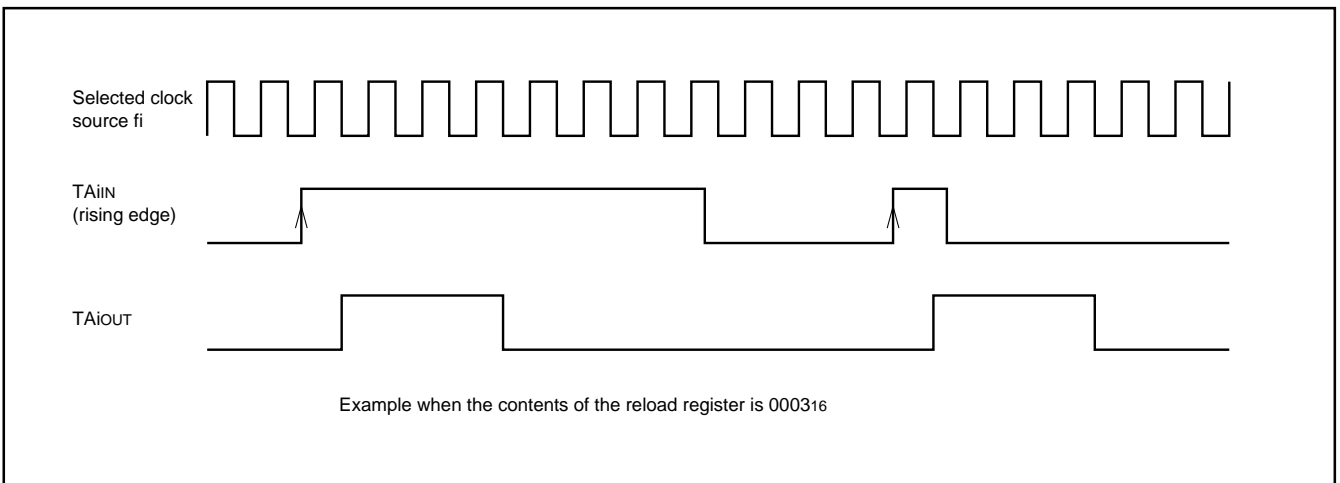 Selected clock
source fi
TAiIN
(rising edge)
TAiOUT
Example when the contents of the reload register is 000316